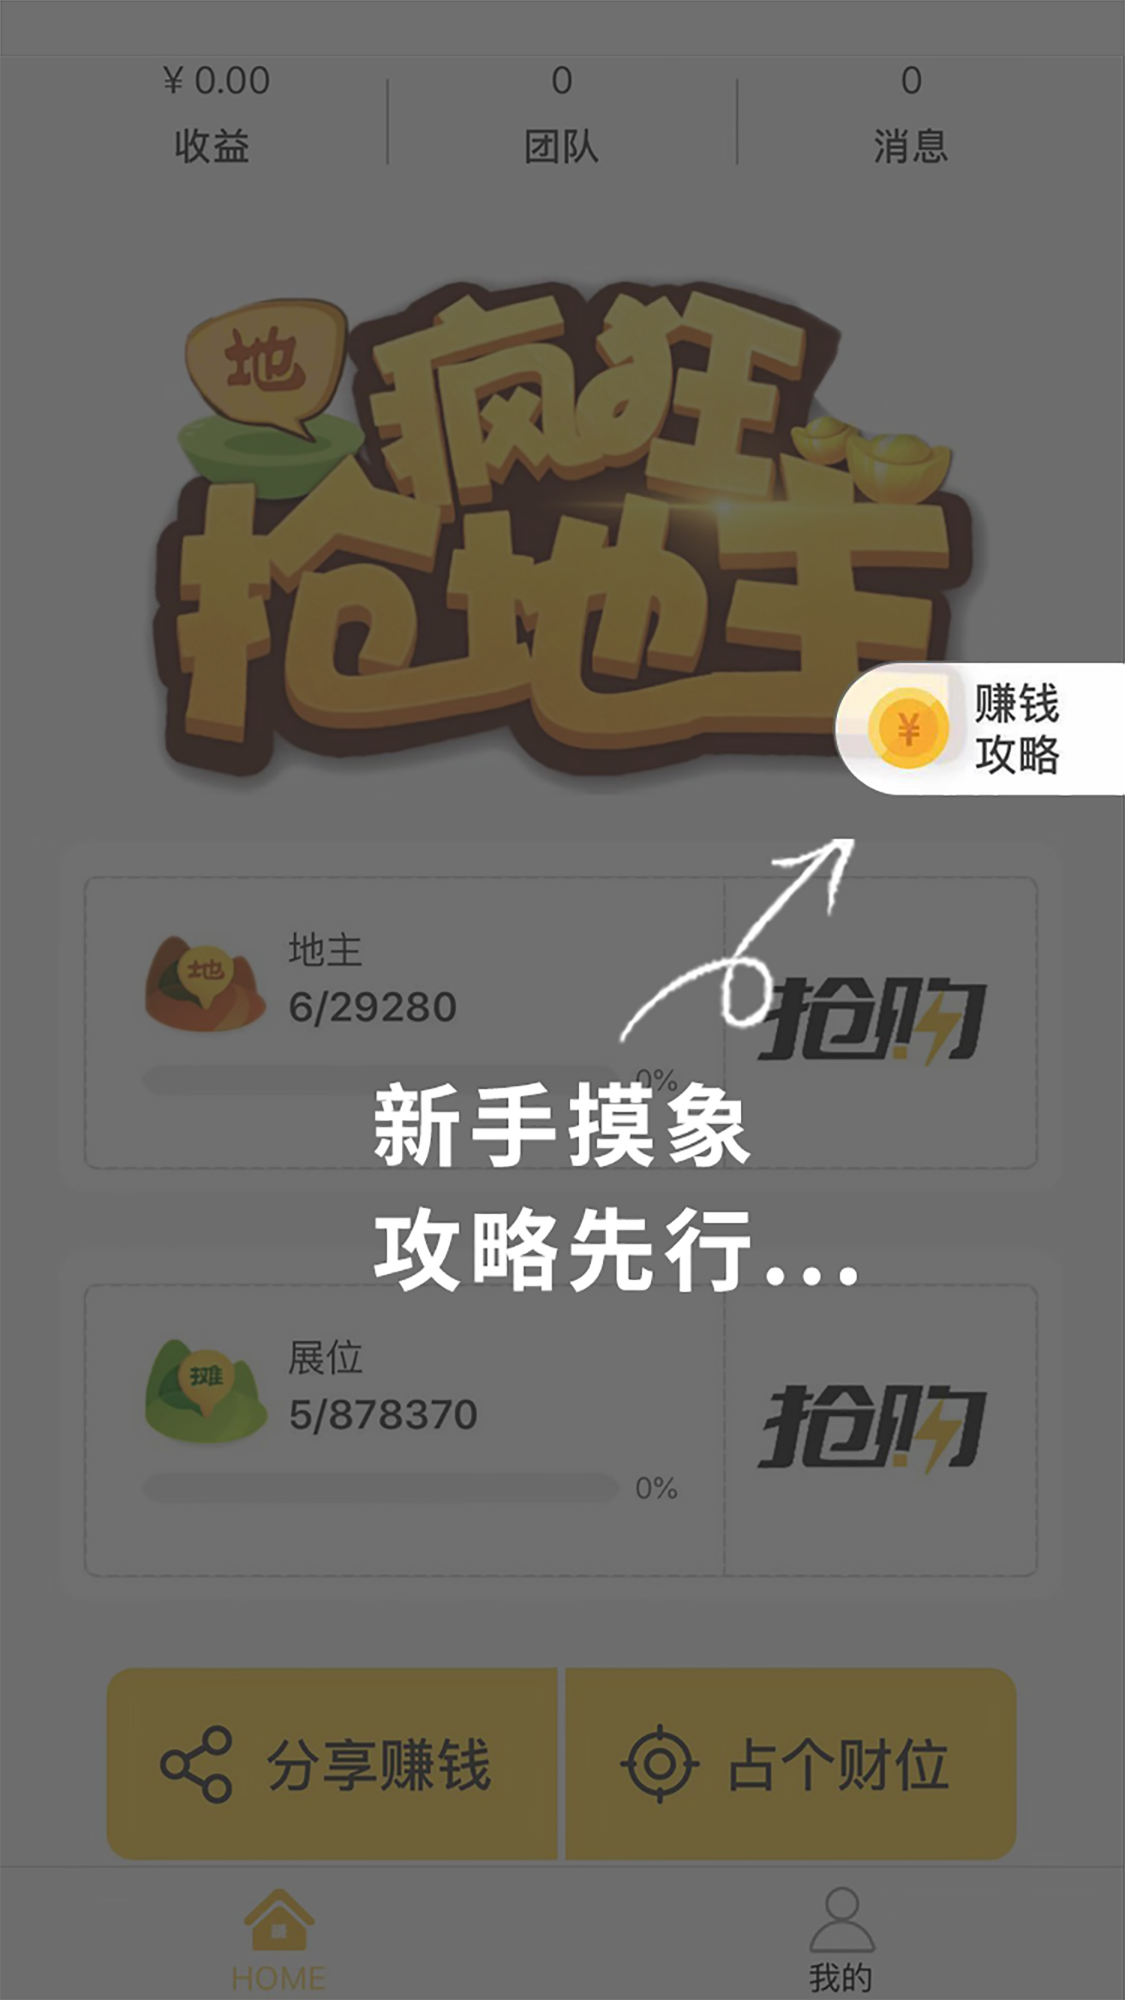 ¥ 0.00
0
0
收益
团队
消息
地
疯狂
抢地主
¥
赚钱
攻略
地
地主
6/29280
0%
抢购
新手摸象
攻略先行...
摊
展位
5/878370
0%
抢购
分享赚钱
占个财位
HOME
我的